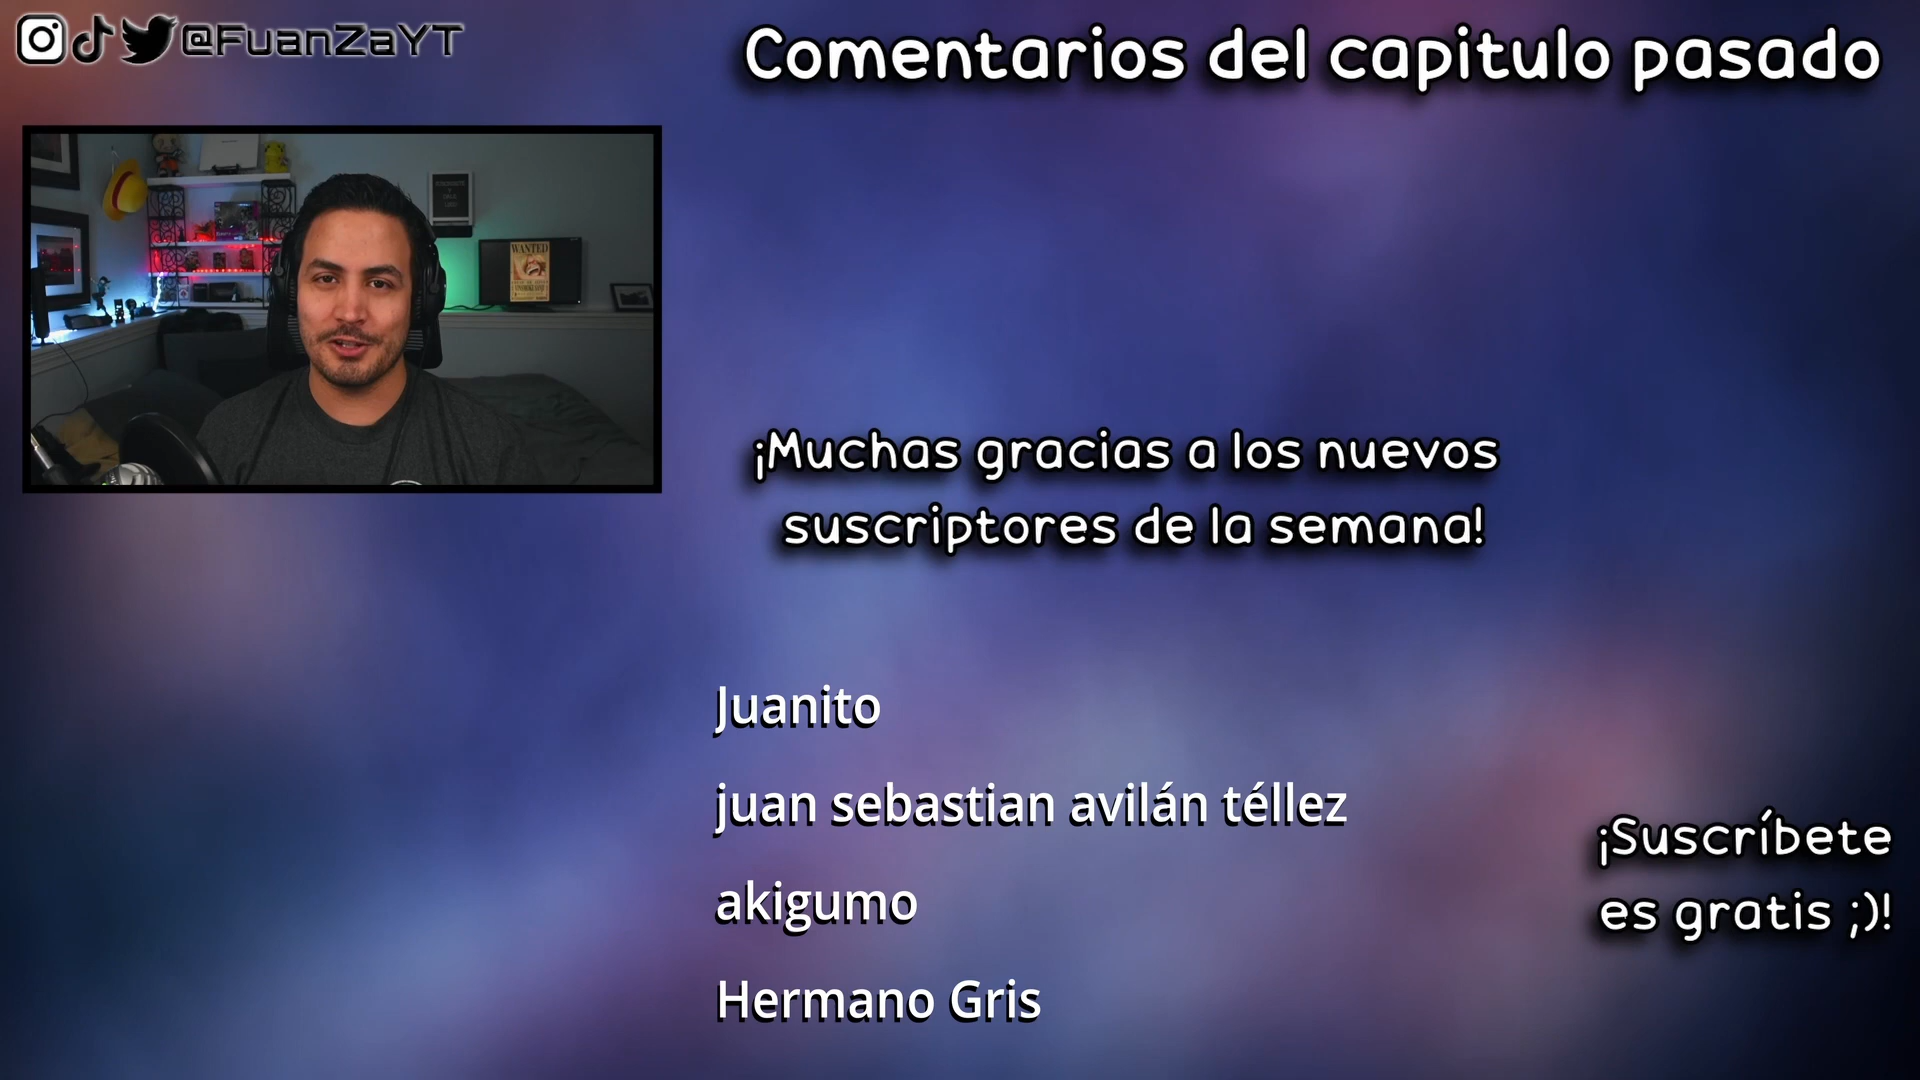 @FuanZaYT
Comentarios del capitulo pasado
WANTED
¡Muchas gracias a los nuevos
suscriptores de la semana!
Juanito
juan sebastian avilán téllez
akigumo
Hermano Gris
¡Suscríbete
es gratis ;)!